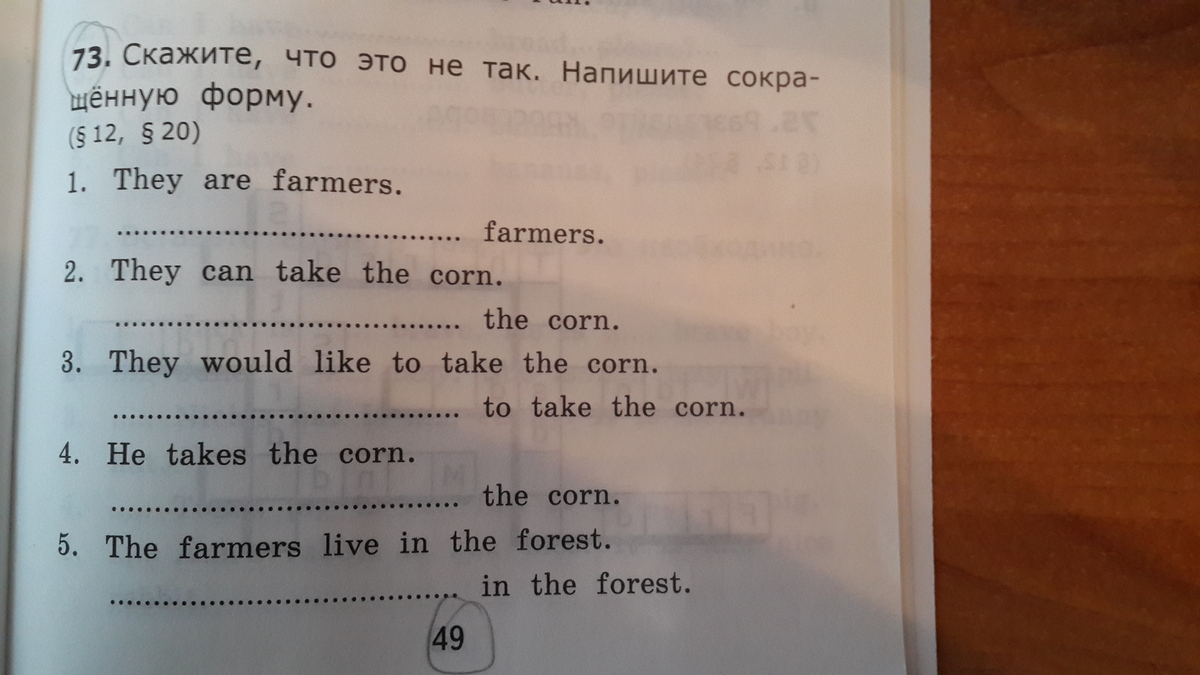 73. Скажите, что это не так. Напишите сокра-
щённую форму.
(§ 12, § 20)
1. They are farmers.
........................................ farmers.
2. They can take the corn.
........................................ the corn.
3. They would like to take the corn.
........................................ to take the corn.
4. He takes the corn.
........................................ the corn.
5. The farmers live in the forest.
........................................ in the forest.
49